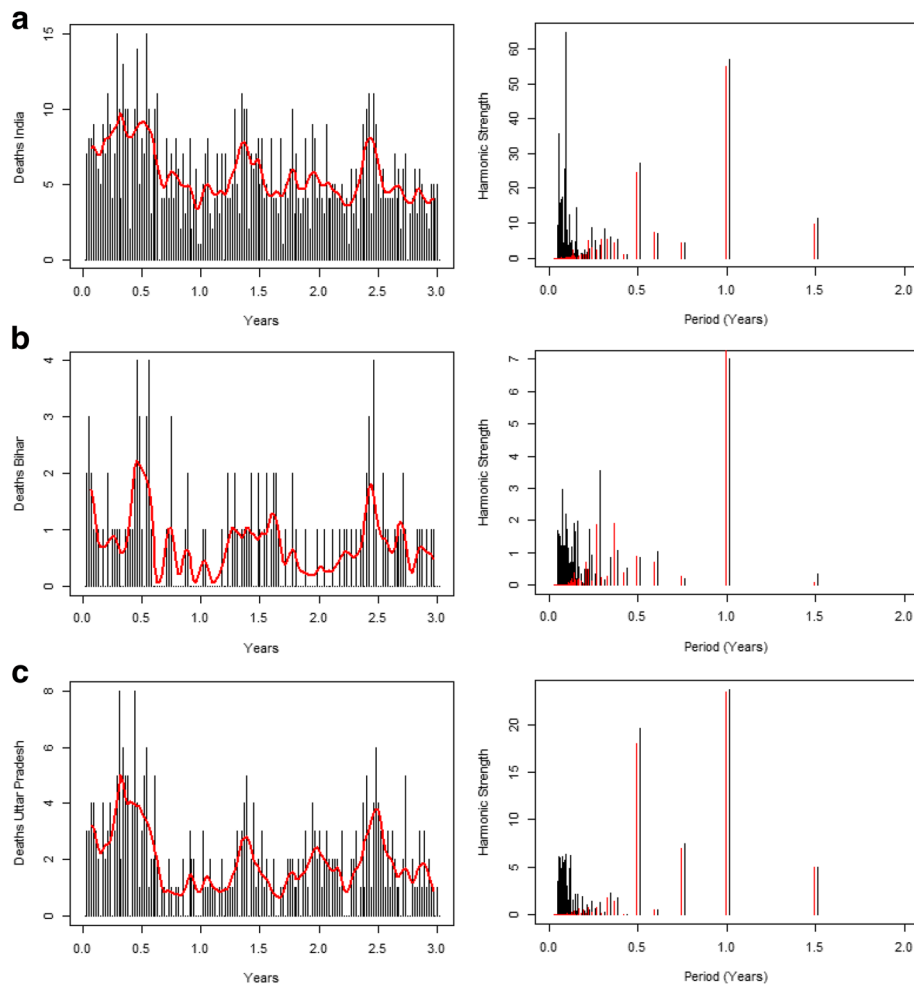 a
15
10
5
0
Deaths India
0.0 0.5 1.0 1.5 2.0 2.5 3.0
Years
60
50
40
30
20
10
0
Harmonic Strength
0.0 0.5 1.0 1.5 2.0
Period (Years)
b
4
3
2
1
0
Deaths Bihar
0.0 0.5 1.0 1.5 2.0 2.5 3.0
Years
7
6
5
4
3
2
1
0
Harmonic Strength
0.0 0.5 1.0 1.5 2.0
Period (Years)
c
8
6
4
2
0
Deaths Uttar Pradesh
0.0 0.5 1.0 1.5 2.0 2.5 3.0
Years
20
15
10
5
0
Harmonic Strength
0.0 0.5 1.0 1.5 2.0
Period (Years)